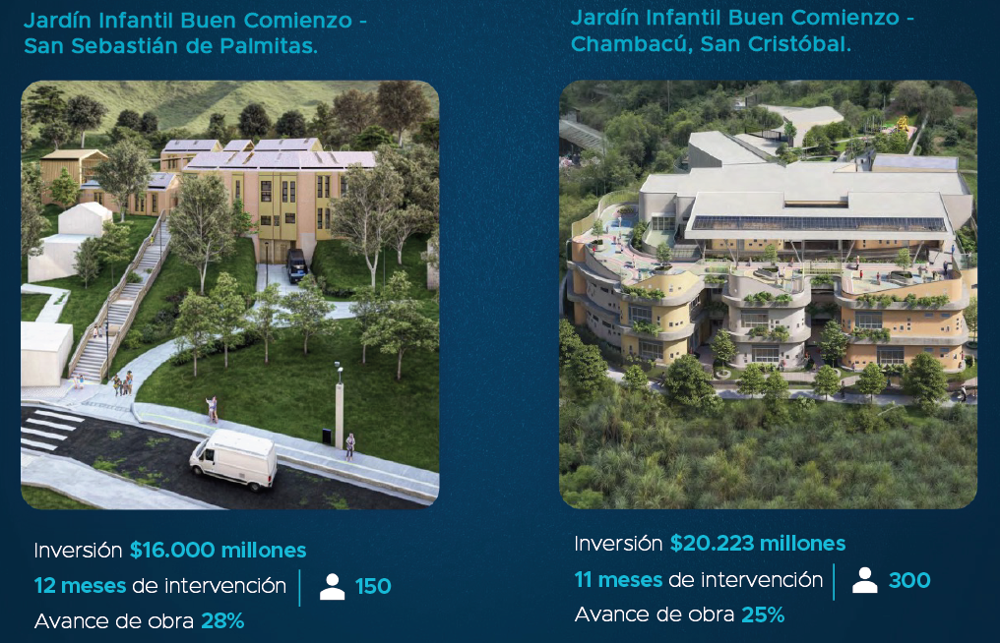 Jardín Infantil Buen Comienzo -
San Sebastián de Palmitas.
Inversión $16.000 millones
12 meses de intervención
150
Avance de obra 28%
Jardín Infantil Buen Comienzo -
Chambacú, San Cristóbal.
Inversión $20.223 millones
11 meses de intervención
300
Avance de obra 25%